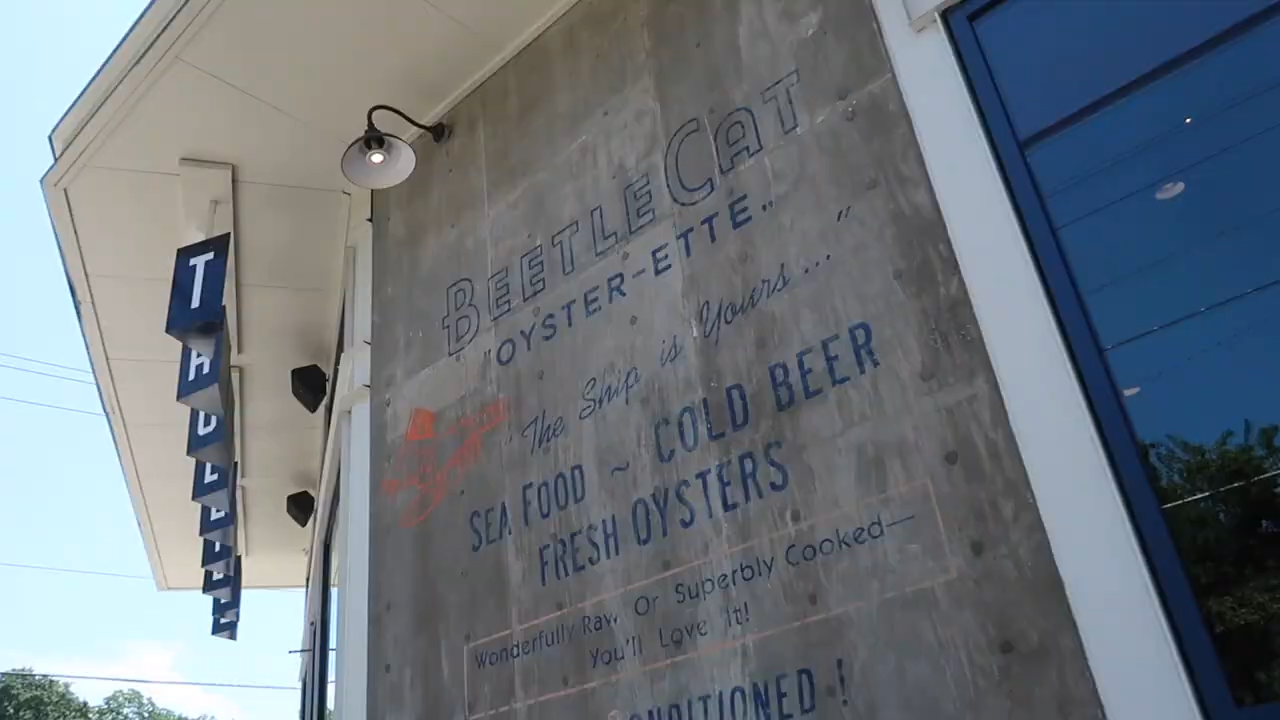 BEETLE CAT
"OYSTER-ETTE"
"The Ship is Yours..."
SEA FOOD ~ COLD BEER
FRESH OYSTERS
Wonderfully Raw Or Superbly Cooked—
You'll Love It!